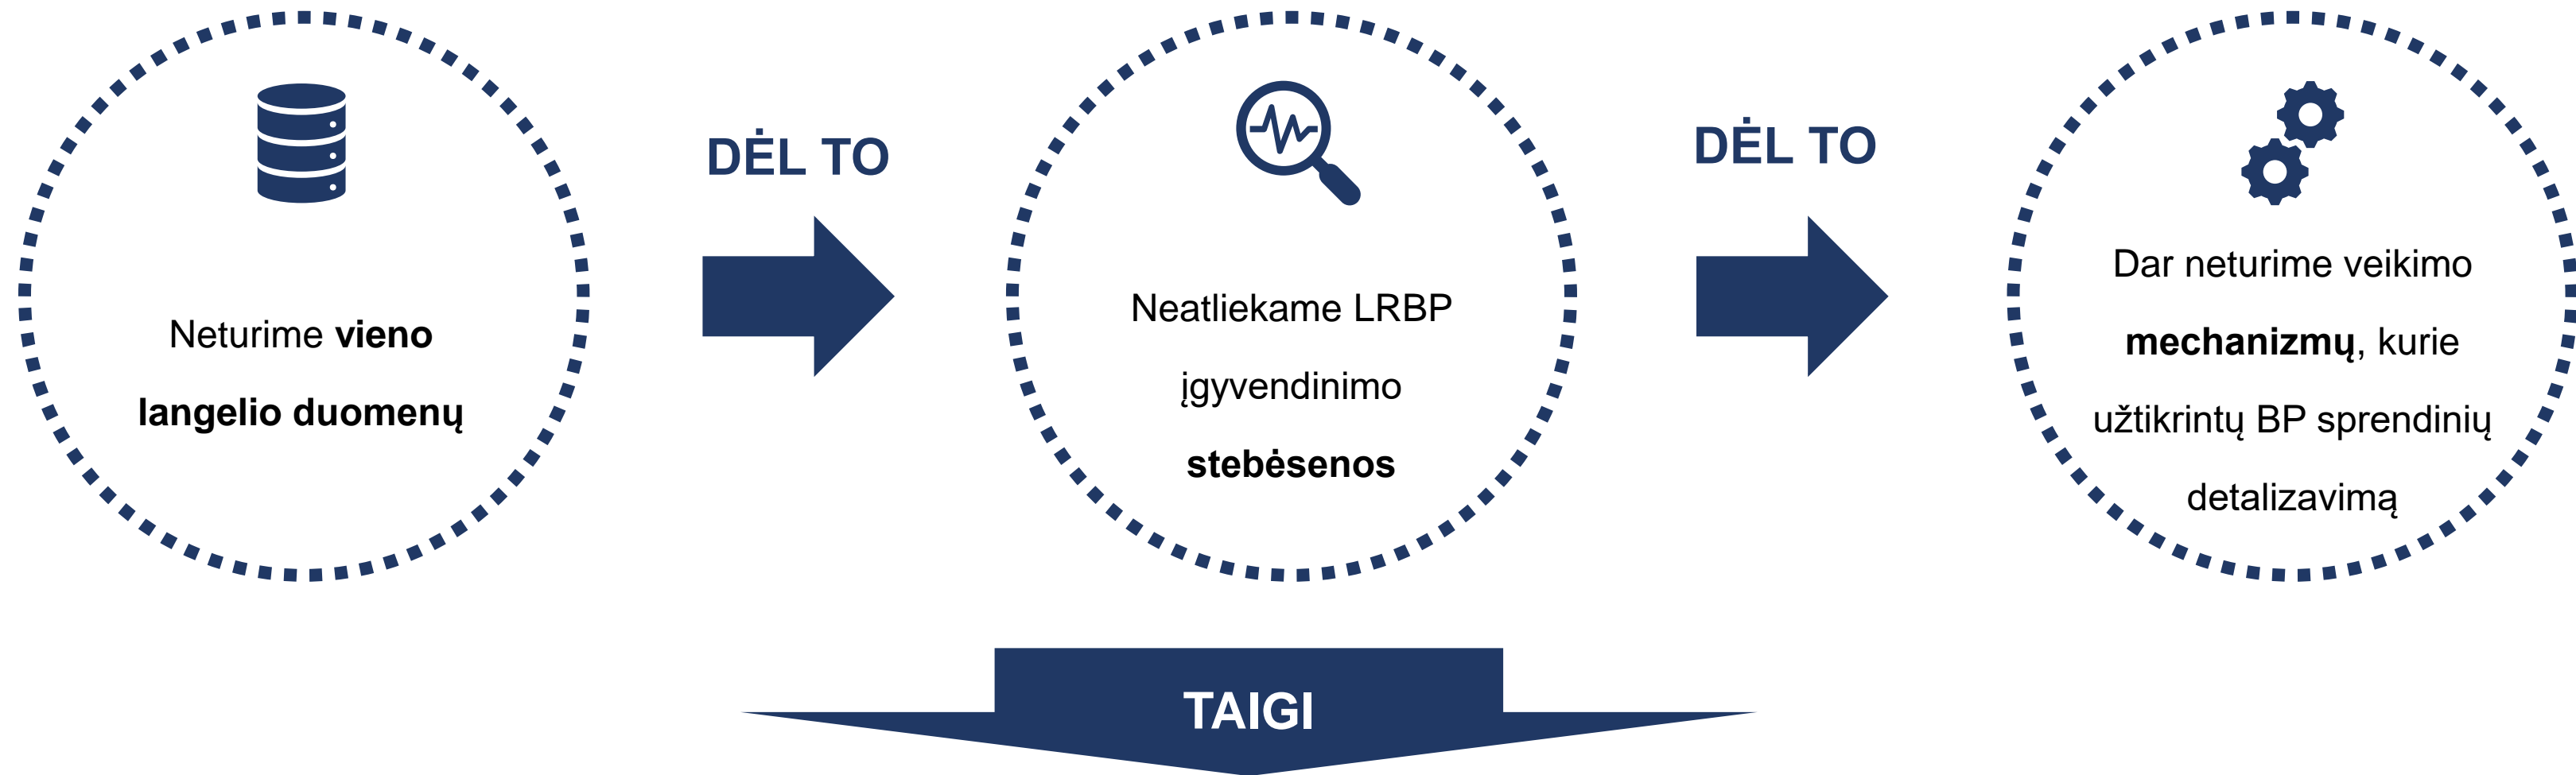 Neturime vieno
langelio duomenų
DĖL TO
Neatliekame LRBP
įgyvendinimo
stebėsenos
DĖL TO
Dar neturime veikimo
mechanizmų, kurie
užtikrintų BP sprendinių
detalizavimą
TAIGI